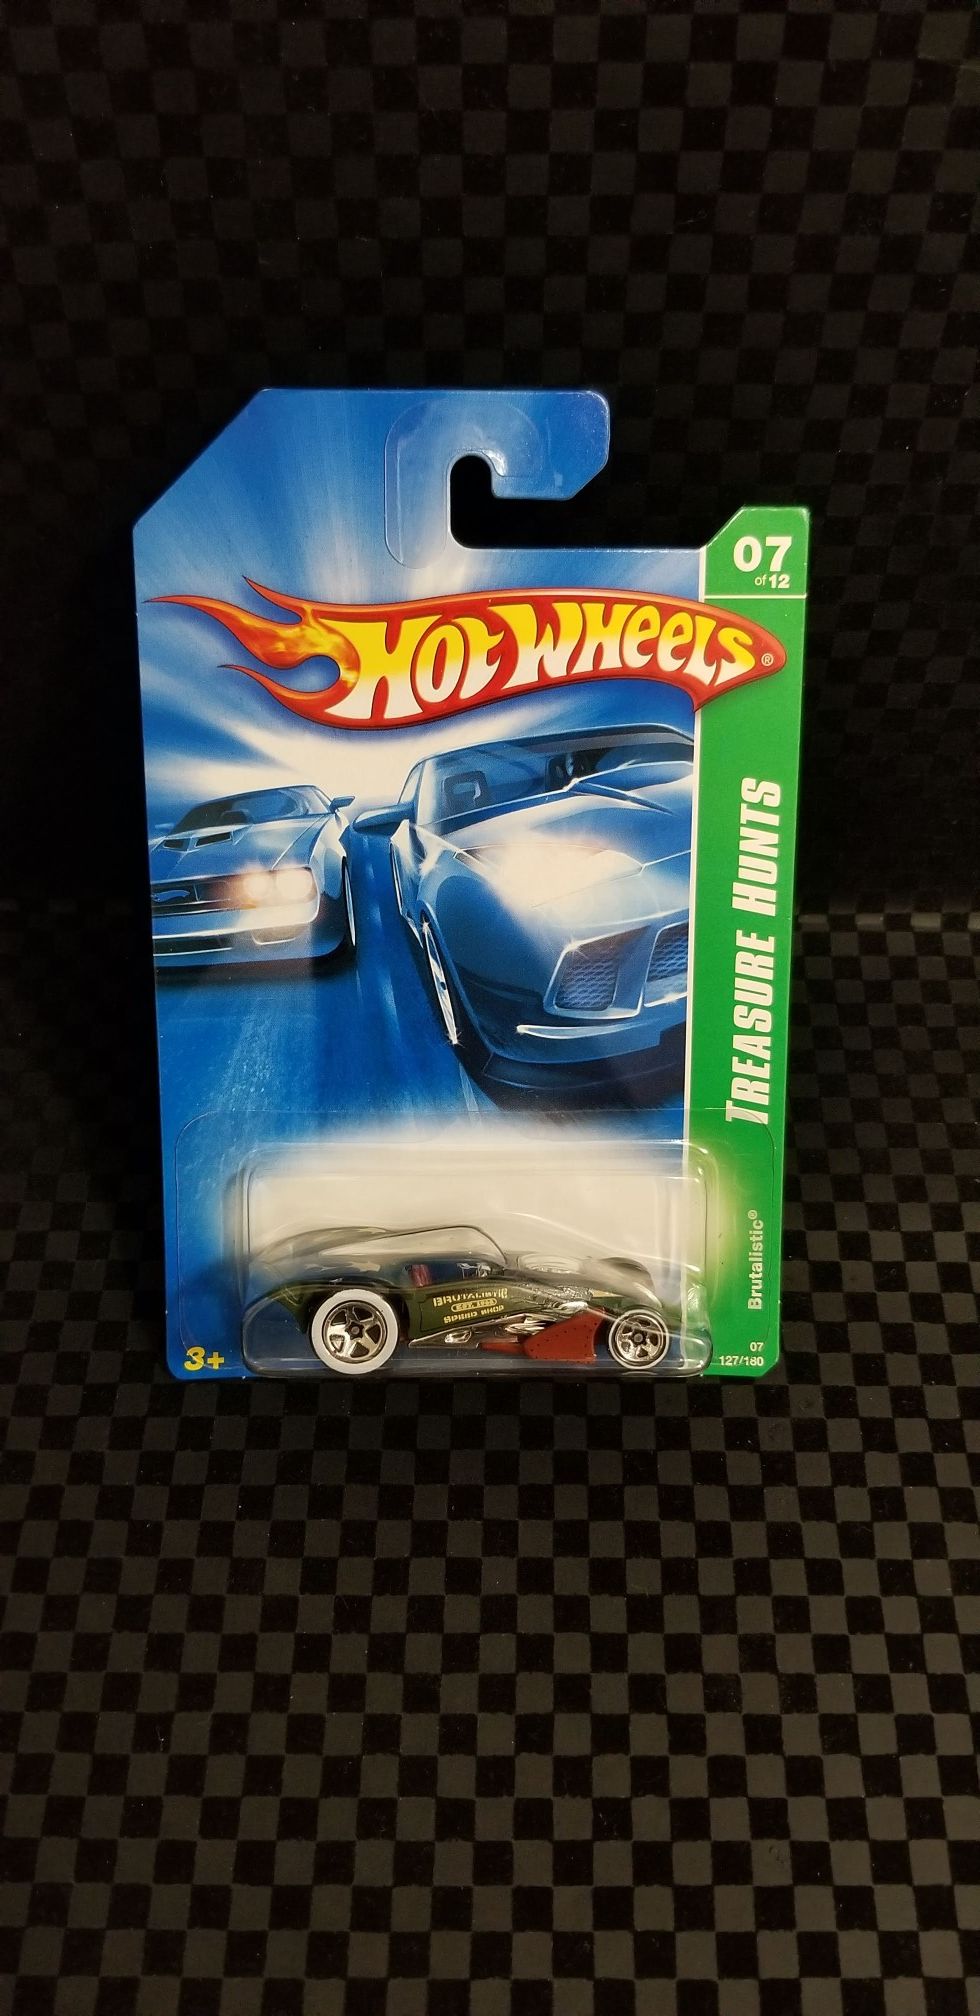 07
of 12
HOT WHEELS®
TREASURE HUNTS
Brutalistic®
BRUTALISTIC
SPEED SHOP
3+
07
127/180